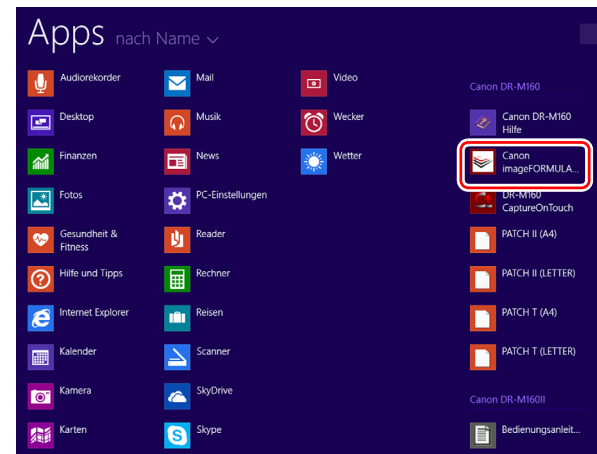 Apps nach Name
Audiorekorder
Desktop
Finanzen
Fotos
Gesundheit &
Fitness
Hilfe und Tipps
Internet Explorer
Kalender
Kamera
Karten
Mail
Musik
News
PC-Einstellungen
Reader
Rechner
Reisen
Scanner
SkyDrive
Skype
Video
Wecker
Wetter
Canon DR-M160
Canon DR-M160
Hilfe
Canon
imageFORMULA...
DR-M160
CaptureOnTouch
PATCH II (A4)
PATCH II (LETTER)
PATCH T (A4)
PATCH T (LETTER)
Canon DR-M160II
Bedienungsanleit...